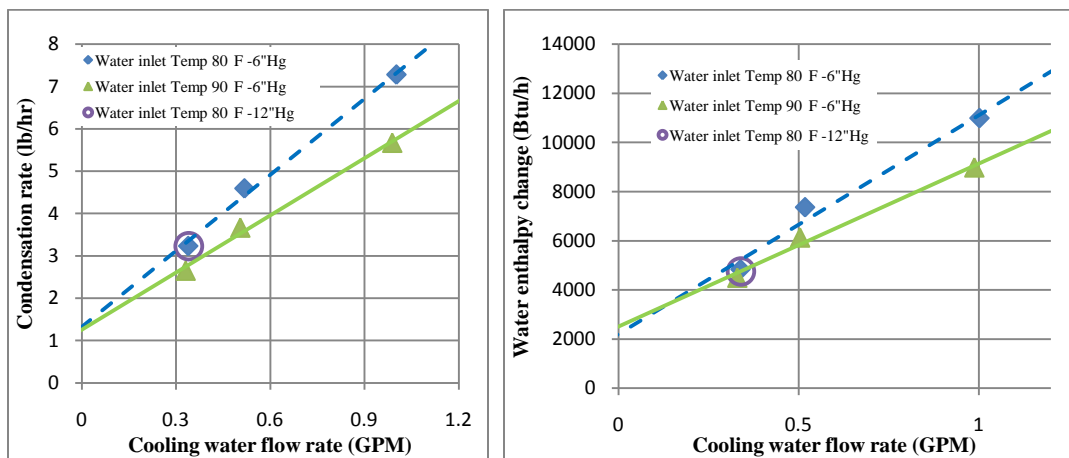 8
7
6
5
4
3
2
1
0
Condensation rate (lb/hr)
Water inlet Temp 80 F -6"Hg
Water inlet Temp 90 F -6"Hg
Water inlet Temp 80 F -12"Hg
0 0.3 0.6 0.9 1.2
Cooling water flow rate (GPM)
14000
12000
10000
8000
6000
4000
2000
0
Water enthalpy change (Btu/h)
Water inlet Temp 80 F -6"Hg
Water inlet Temp 90 F -6"Hg
Water inlet Temp 80 F -12"Hg
0 0.5 1
Cooling water flow rate (GPM)